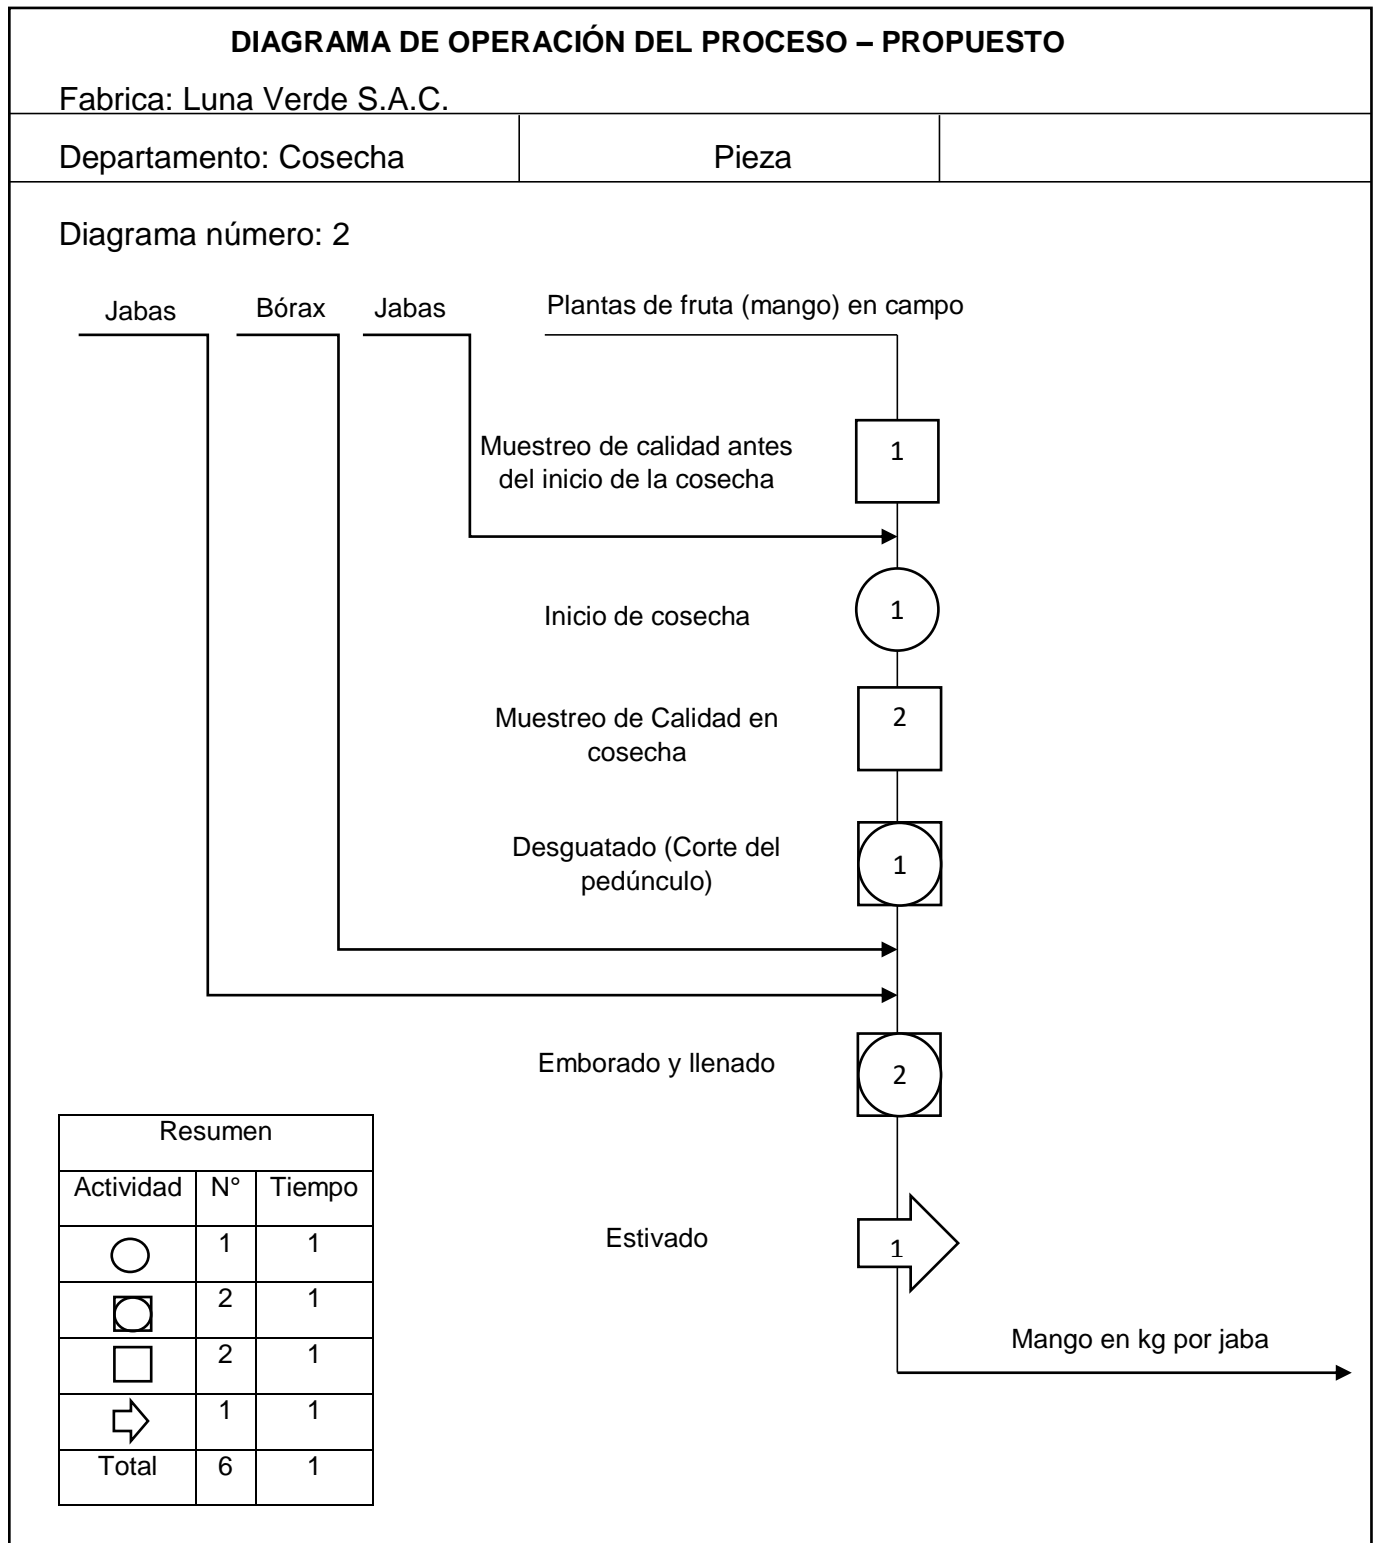 DIAGRAMA DE OPERACIÓN DEL PROCESO – PROPUESTO
Fabrica: Luna Verde S.A.C.
Departamento: Cosecha
Pieza
Diagrama número: 2
Jabas
Bórax
Jabas
Plantas de fruta (mango) en campo
Muestreo de calidad antes
del inicio de la cosecha
1
Inicio de cosecha
1
Muestreo de Calidad en
cosecha
2
Desguatado (Corte del
pedúnculo)
1
Emborado y llenado
2
Estivado
1
Mango en kg por jaba
Resumen
Actividad N° Tiempo
1 1
2 1
2 1
1 1
Total 6 1